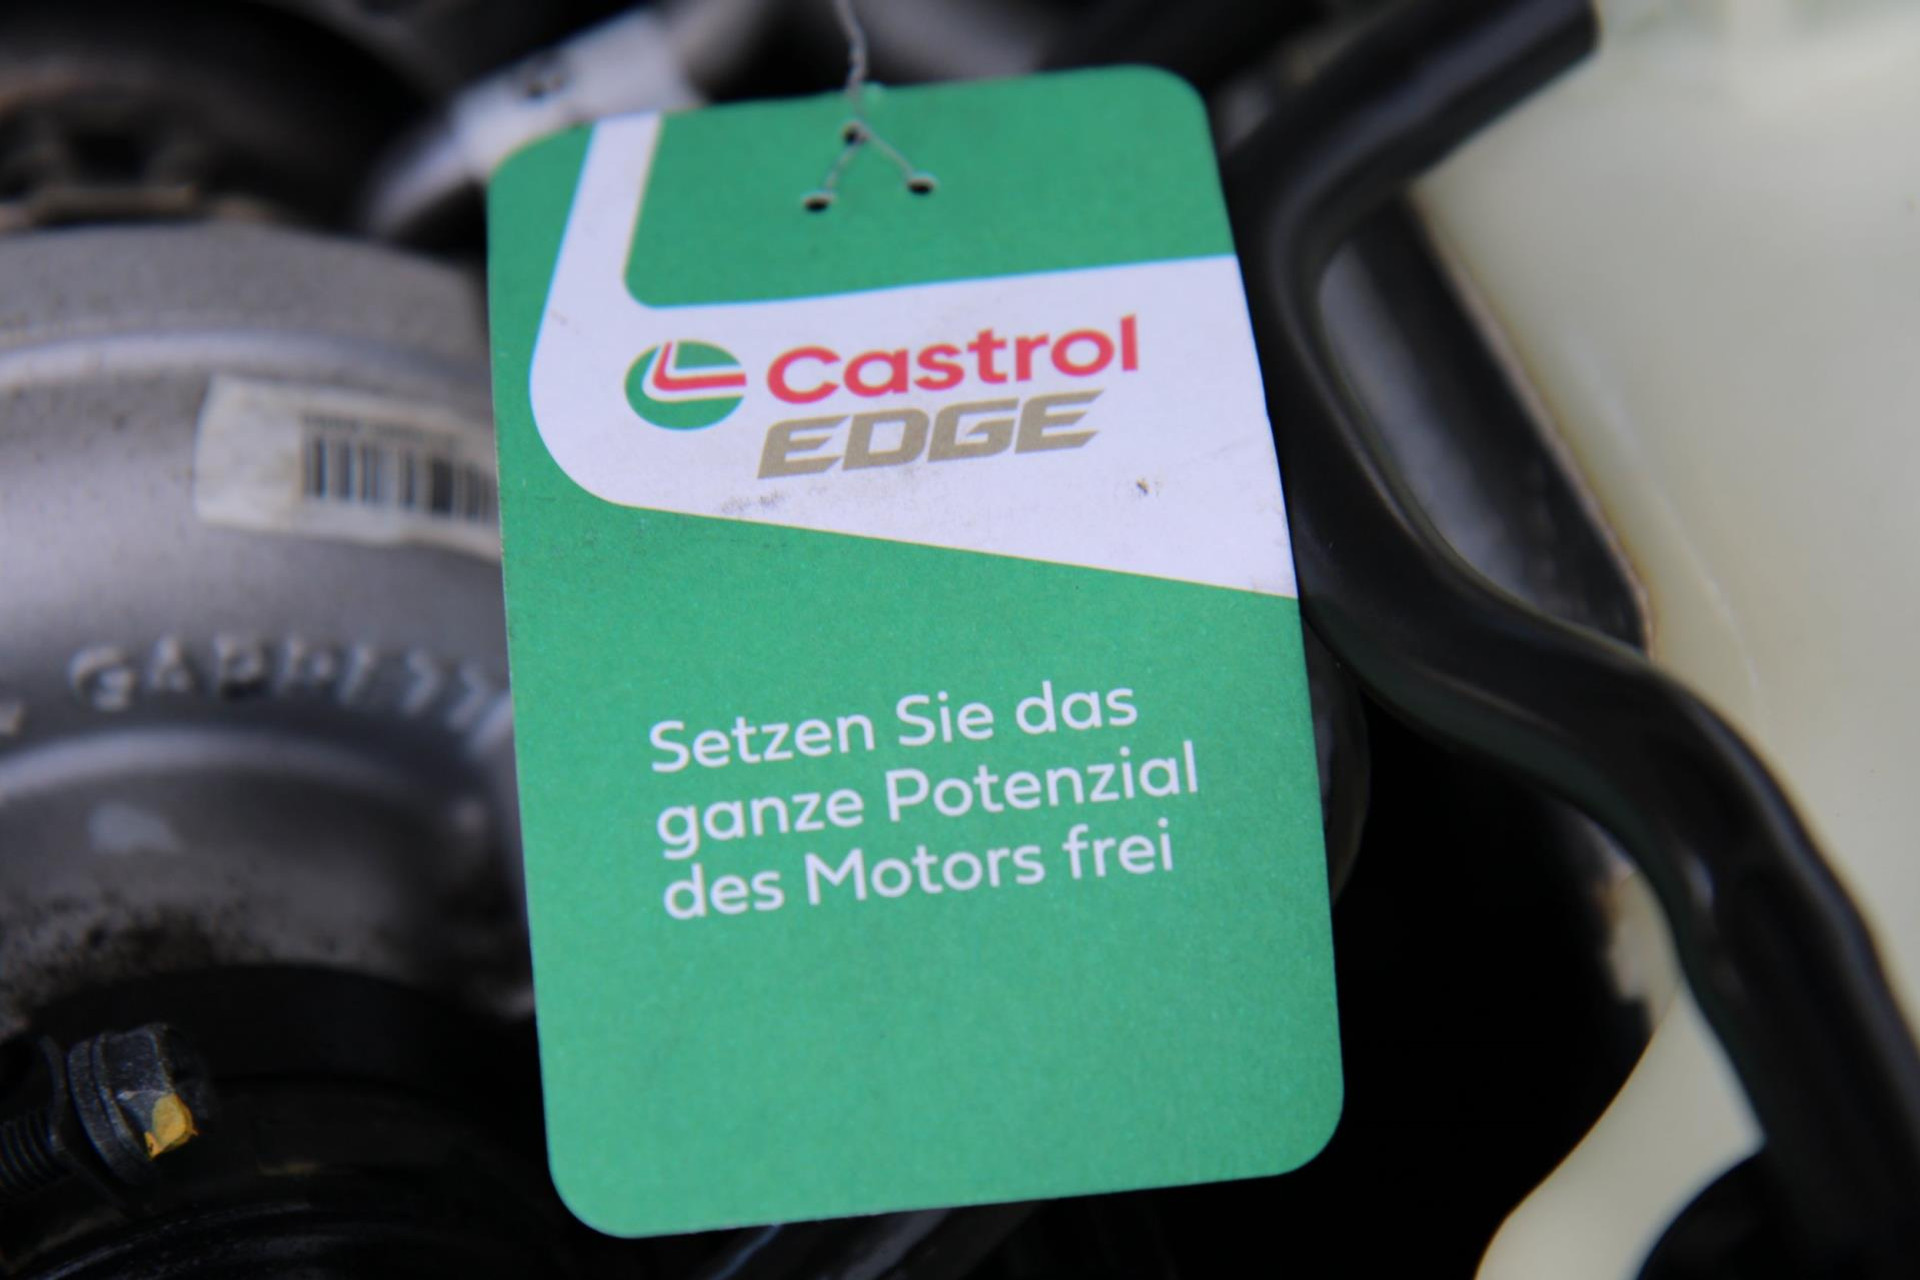 Castrol
EDGE
Setzen Sie das
ganze Potenzial
des Motors frei